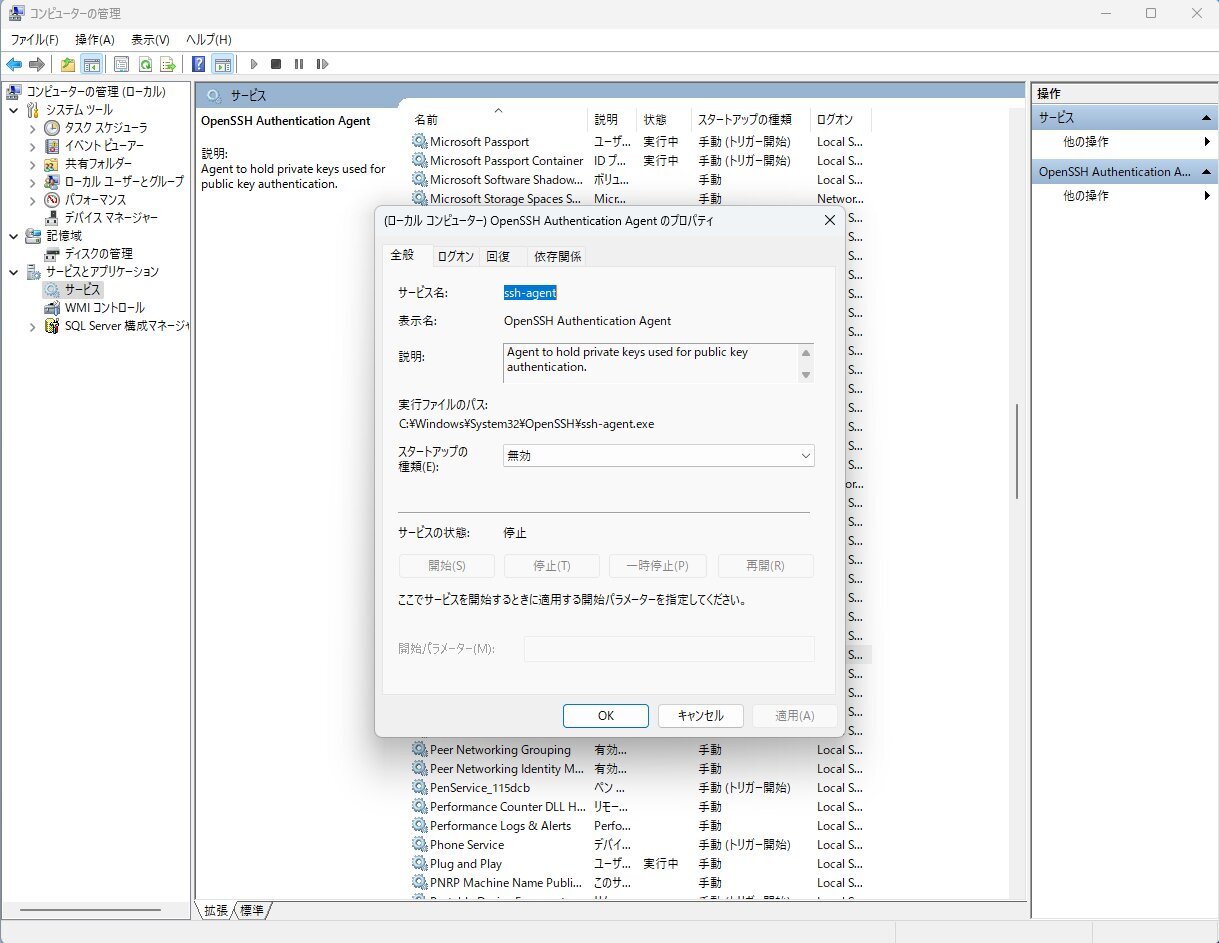 コンピューターの管理
ファイル(F) 操作(A) 表示(V) ヘルプ(H)
コンピューターの管理 (ローカル)
システム ツール
タスク スケジューラ
イベント ビューアー
共有フォルダー
ローカル ユーザーとグループ
パフォーマンス
デバイス マネージャー
記憶域
ディスクの管理
サービスとアプリケーション
サービス
WMI コントロール
SQL Server 構成マネージャ
サービス
OpenSSH Authentication Agent
説明:
Agent to hold private keys used for
public key authentication.
名前 説明 状態 スタートアップの種類 ログオン
Microsoft Passport ユーザ... 実行中 手動 (トリガー開始) Local S...
Microsoft Passport Container ID プ... 実行中 手動 (トリガー開始) Local S...
Microsoft Software Shadow... ボリュ... 手動 Local S...
Microsoft Storage Spaces S... Micr... 手動 Networ...
(ローカル コンピューター) OpenSSH Authentication Agent のプロパティ
全般 ログオン 回復 依存関係
サービス名: ssh-agent
表示名: OpenSSH Authentication Agent
説明: Agent to hold private keys used for public key
authentication.
実行ファイルのパス:
C:¥Windows¥System32¥OpenSSH¥ssh-agent.exe
スタートアップの
種類(E): 無効
サービスの状態: 停止
開始(S) 停止(T) 一時停止(P) 再開(R)
ここでサービスを開始するときに適用する開始パラメーターを指定してください。
開始パラメーター(M):
OK キャンセル 適用(A)
S...
S...
S...
S...
S...
S...
S...
S...
S...
S...
S...
S...
S...
S...
or...
S...
S...
S...
S...
S...
S...
S...
S...
S...
S...
S...
S...
S...
Peer Networking Grouping 有効... 手動 Local S...
Peer Networking Identity M... 有効... 手動 Local S...
PenService_115dcb ペン ... 手動 (トリガー開始) Local S...
Performance Counter DLL H... リモー... 手動 Local S...
Performance Logs & Alerts Perfo... 手動 Local S...
Phone Service デバイ... 手動 (トリガー開始) Local S...
Plug and Play ユーザ... 実行中 手動 Local S...
PNRP Machine Name Publi... このサ... 手動 Local S...
拡張 標準
操作
サービス
他の操作
OpenSSH Authentication A...
他の操作